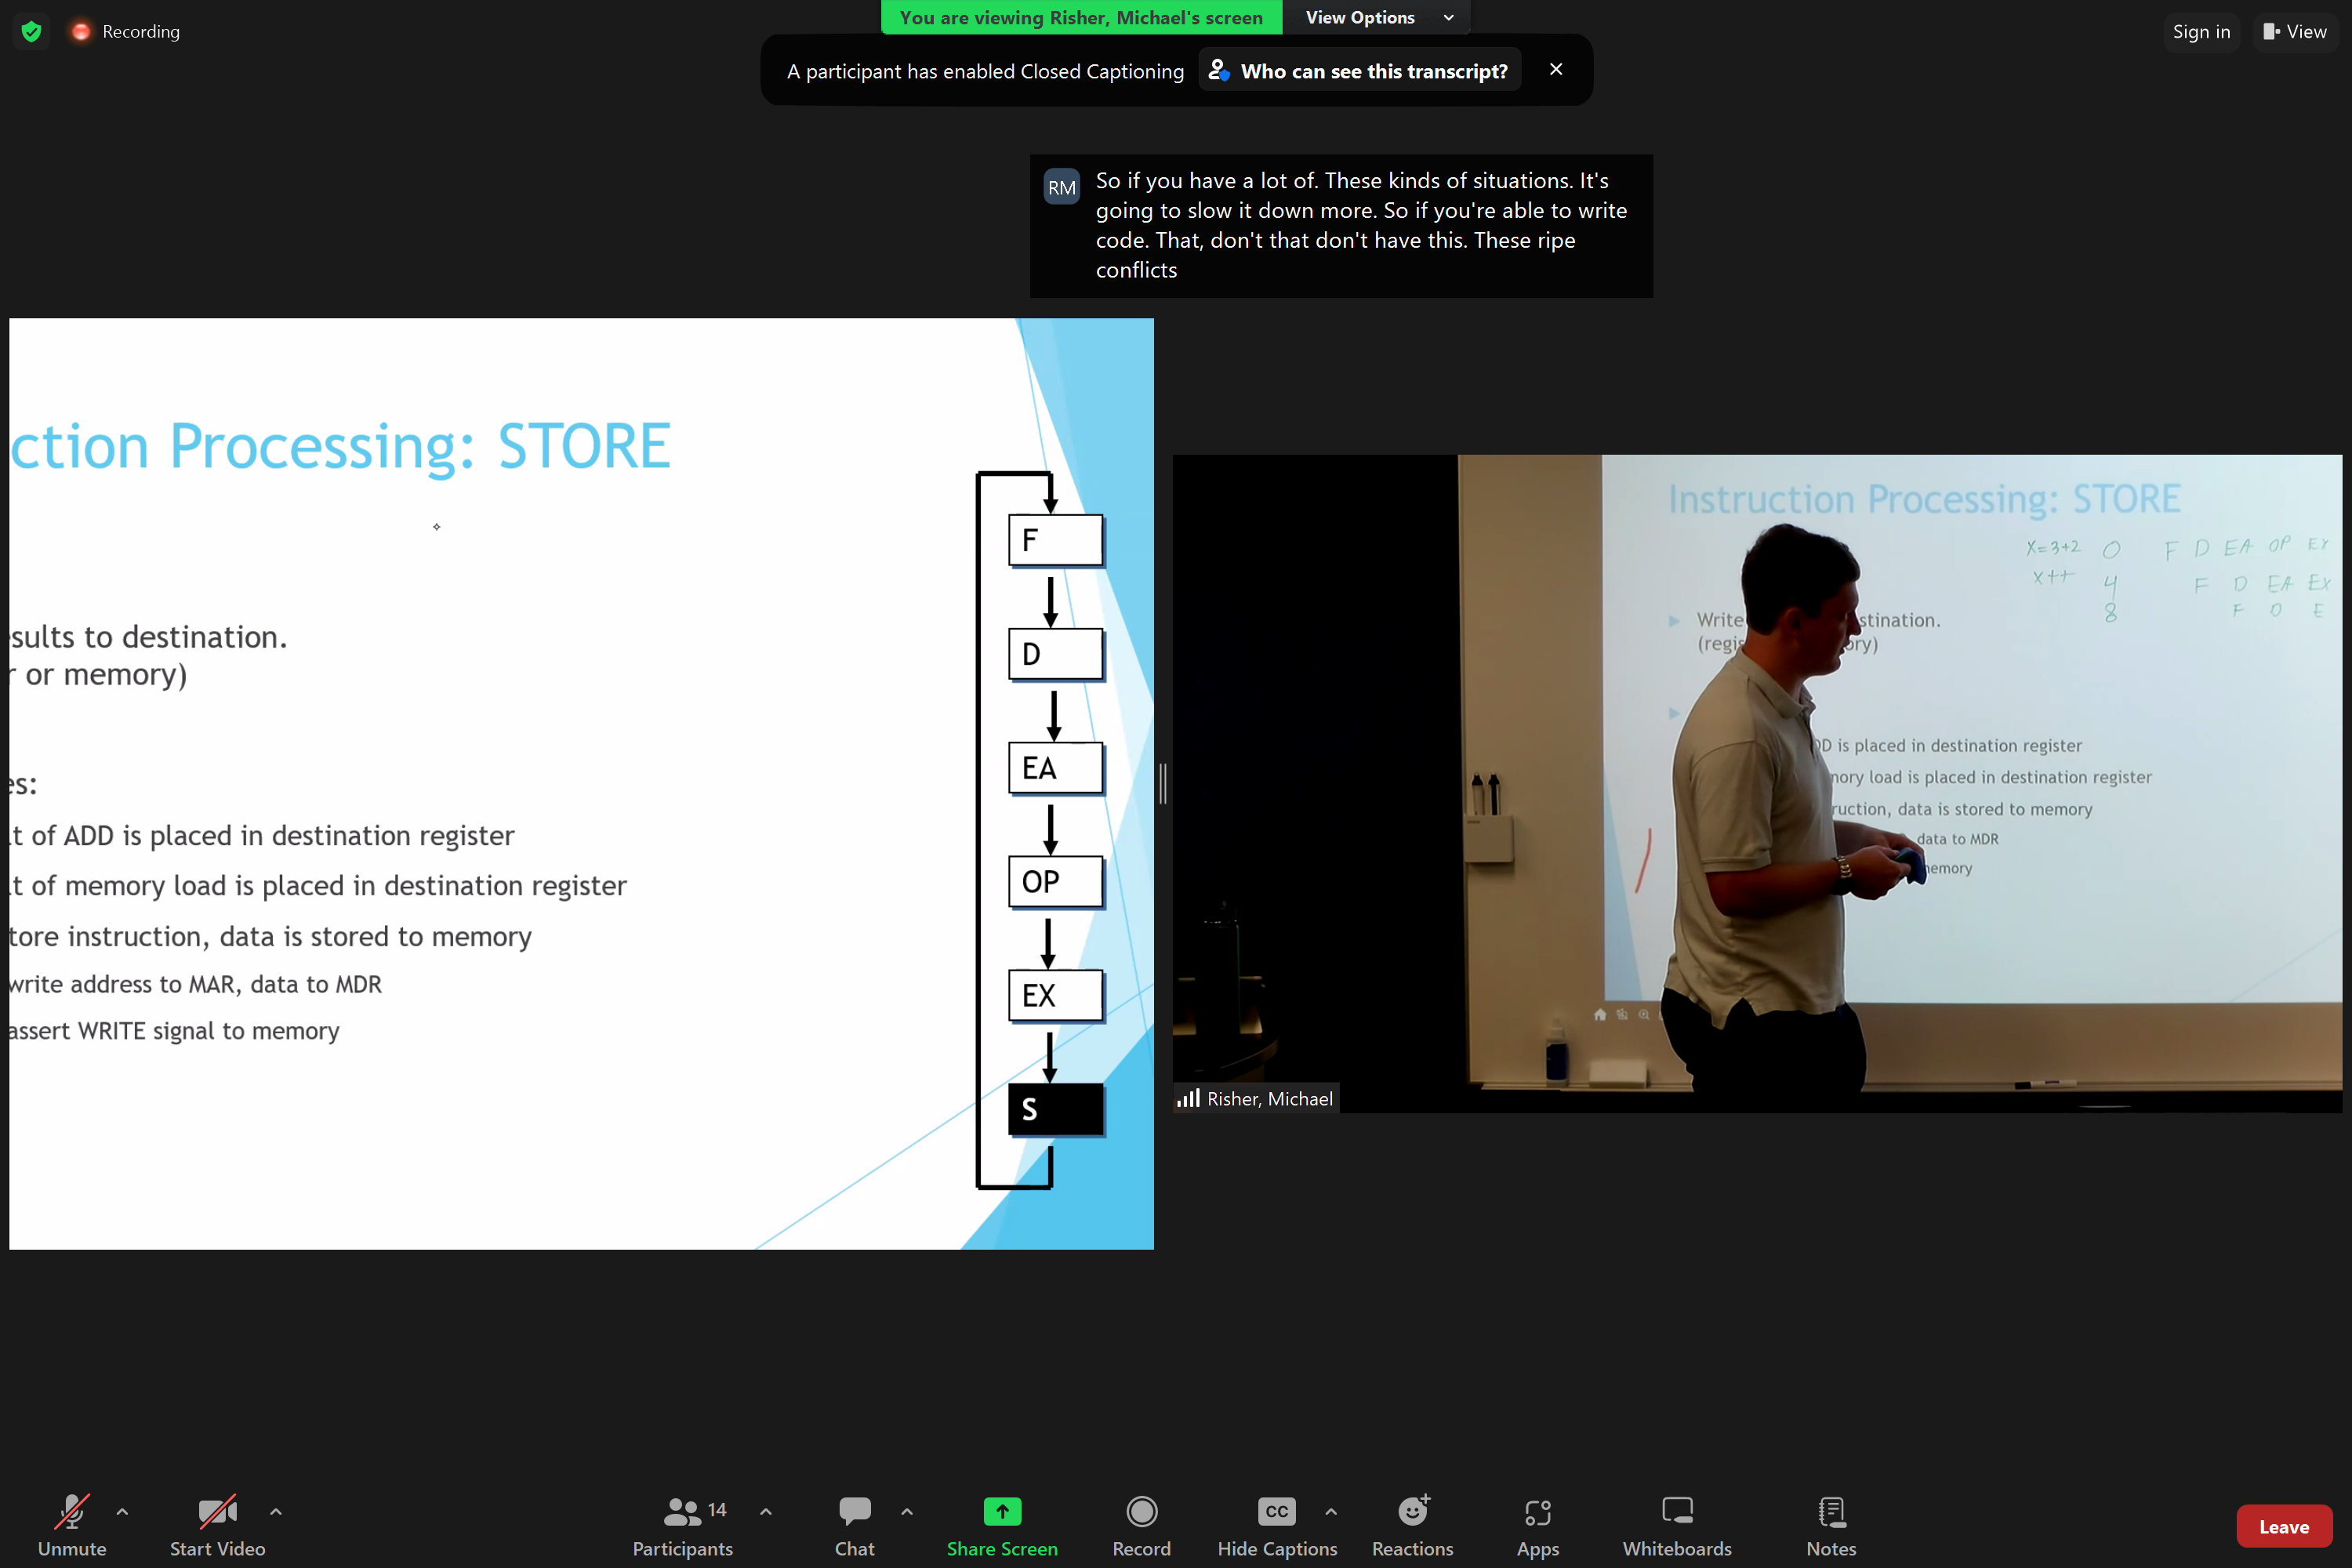 Recording
You are viewing Risher, Michael's screen
View Options
Sign in
View
A participant has enabled Closed Captioning
Who can see this transcript?
RM
So if you have a lot of. These kinds of situations. It's
going to slow it down more. So if you're able to write
code. That, don't that don't have this. These ripe
conflicts
ction Processing: STORE
sults to destination.
r or memory)
es:
t of ADD is placed in destination register
t of memory load is placed in destination register
tore instruction, data is stored to memory
write address to MAR, data to MDR
assert WRITE signal to memory
F
D
EA
OP
EX
S
Instruction Processing: STORE
X=3+2 0 F D EA OP EX
X++ 4 F D EA EX
8 F D E
Write stination.
(regis ory)
DD is placed in destination register
mory load is placed in destination register
ruction, data is stored to memory
data to MDR
memory
Risher, Michael
Unmute
Start Video
14
Participants
Chat
Share Screen
Record
CC
Hide Captions
Reactions
Apps
Whiteboards
Notes
Leave